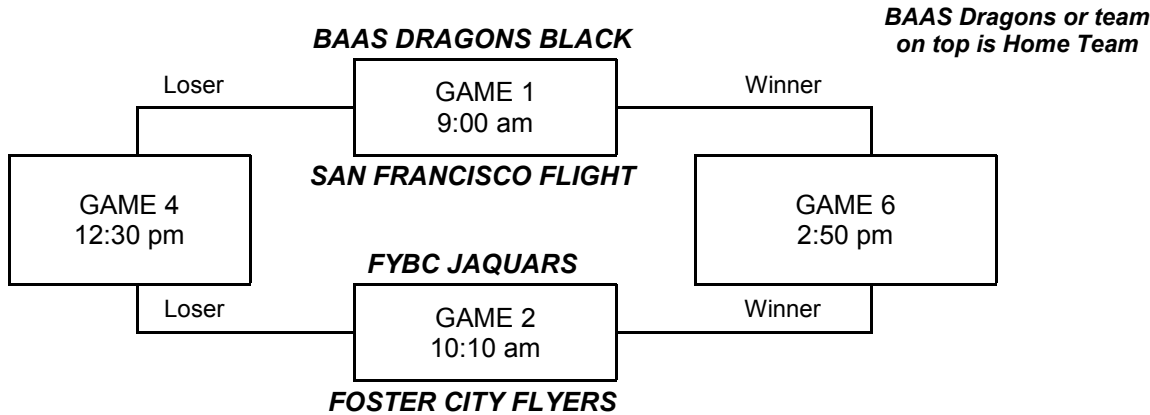 BAAS Dragons or team
on top is Home Team
BAAS DRAGONS BLACK
Loser
GAME 1
9:00 am
Winner
SAN FRANCISCO FLIGHT
GAME 4
12:30 pm
GAME 6
2:50 pm
FYBC JAQUARS
Loser
GAME 2
10:10 am
Winner
FOSTER CITY FLYERS